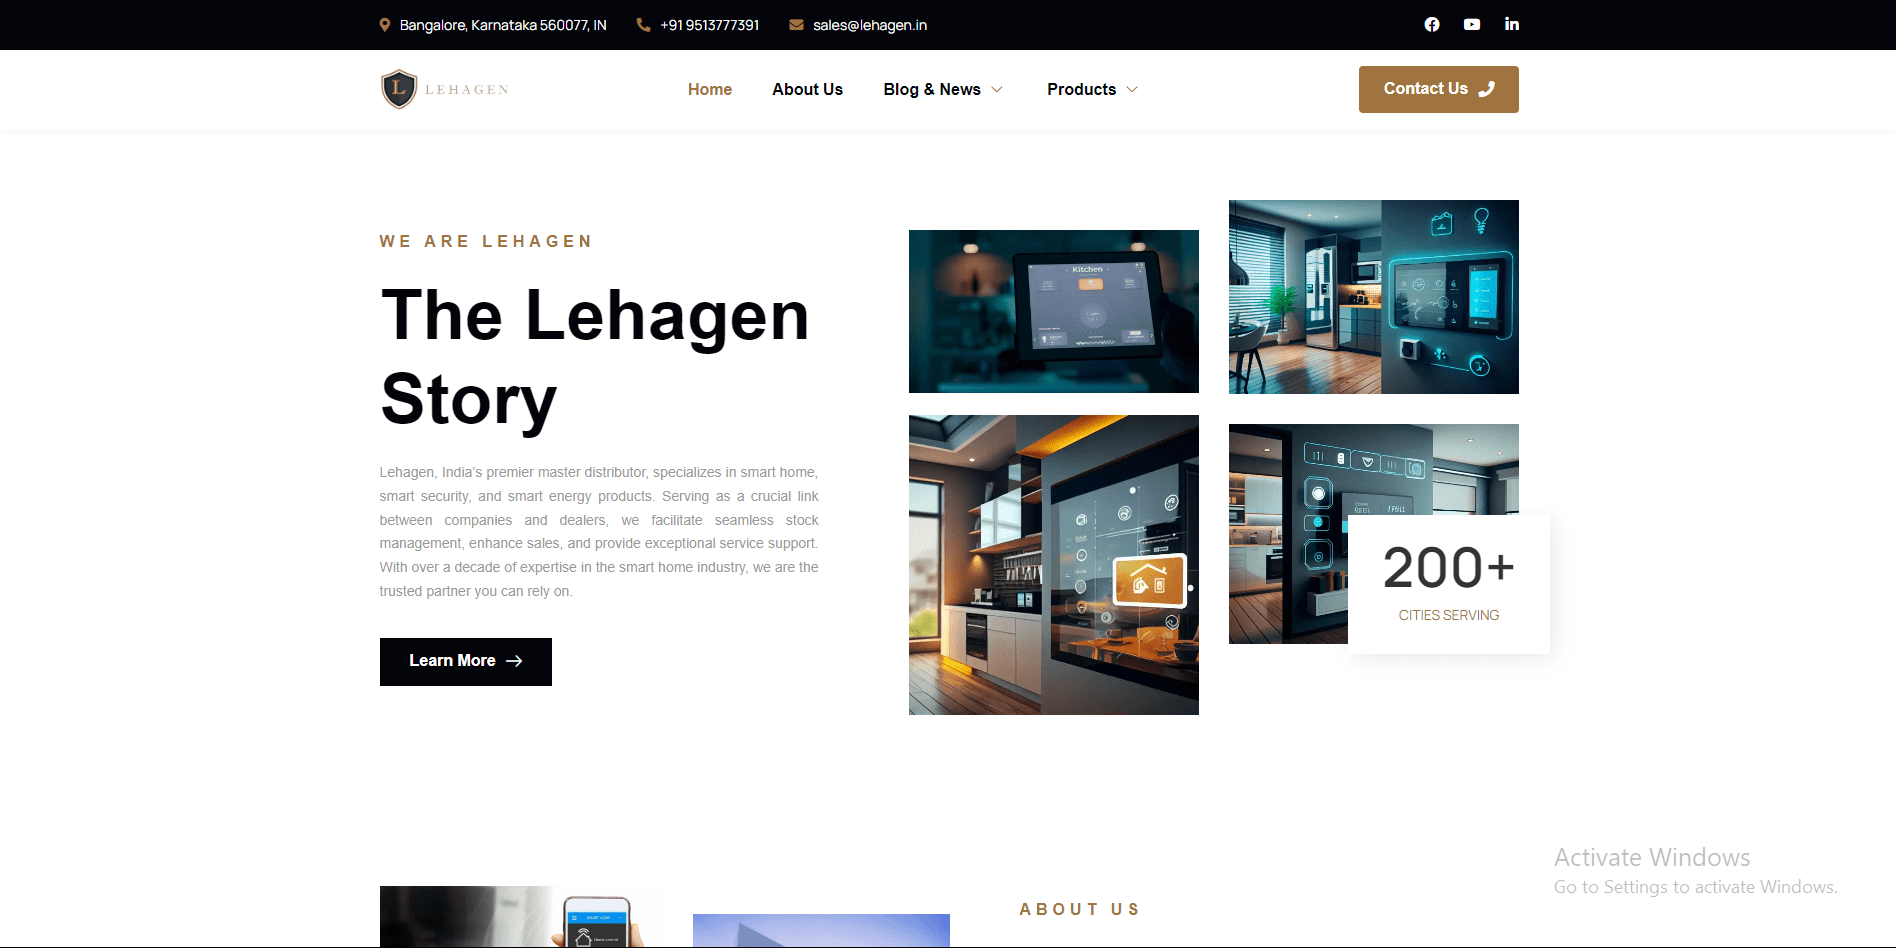 Bangalore, Karnataka 560077, IN
+91 9513777391
sales@lehagen.in
L LEHAGEN
Home
About Us
Blog & News
Products
Contact Us
WE ARE LEHAGEN
The Lehagen
Story
Lehagen, India's premier master distributor, specializes in smart home,
smart security, and smart energy products. Serving as a crucial link
between companies and dealers, we facilitate seamless stock
management, enhance sales, and provide exceptional service support.
With over a decade of expertise in the smart home industry, we are the
trusted partner you can rely on.
Learn More
Kitchen
200+
CITIES SERVING
Activate Windows
Go to Settings to activate Windows.
SMART HOME
Home control
ABOUT US